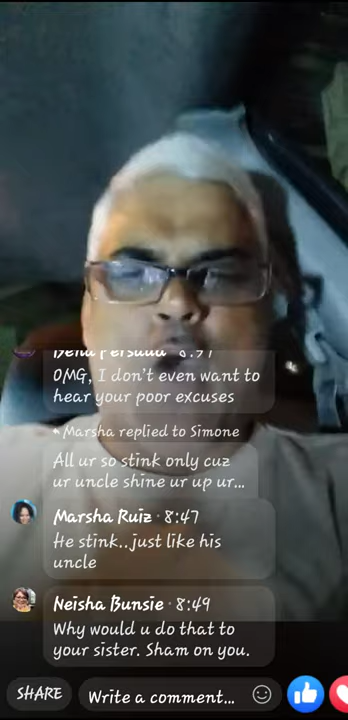 8:37
OMG, I don't even want to
hear your poor excuses
Marsha replied to Simone
All ur so stink only cuz
ur uncle shine ur up ur...
Marsha Ruiz · 8:47
He stink..just like his
uncle
Neisha Bunsie · 8:49
Why would u do that to
your sister. Sham on you.
SHARE
Write a comment...